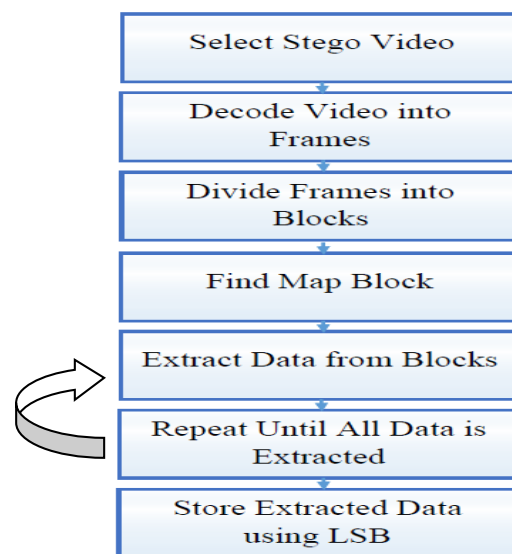 Select Stego Video
Decode Video into
Frames
Divide Frames into
Blocks
Find Map Block
Extract Data from Blocks
Repeat Until All Data is
Extracted
Store Extracted Data
using LSB